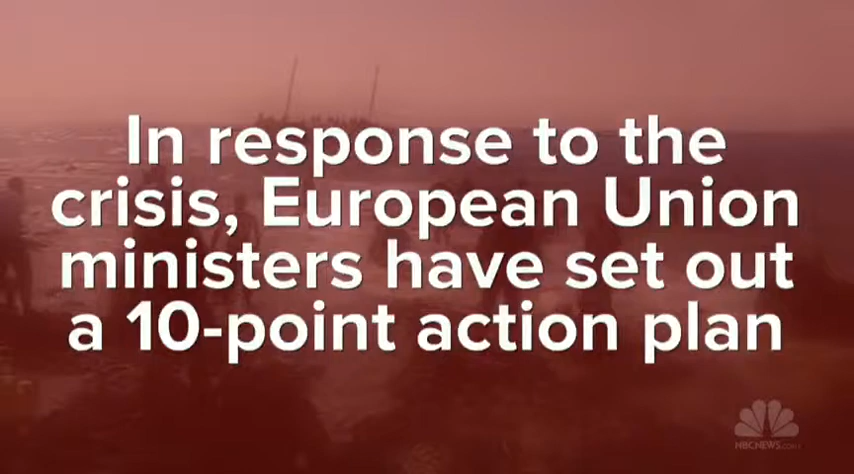 In response to the
crisis, European Union
ministers have set out
a 10-point action plan
NBCNEWS.COM